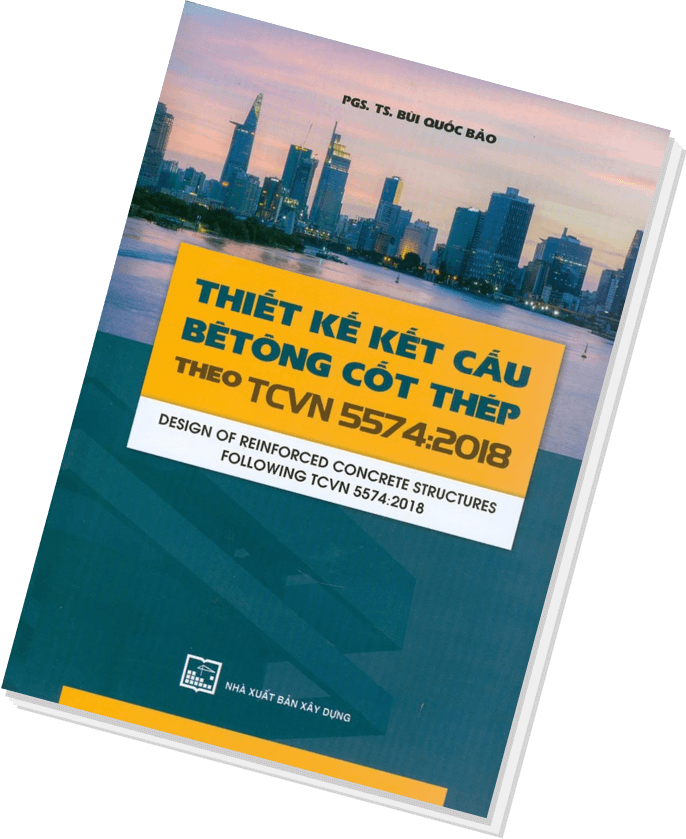 PGS. TS. BÙI QUỐC BẢO
THIẾT KẾ KẾT CẤU
BÊTÔNG CỐT THÉP
THEO TCVN 5574:2018
DESIGN OF REINFORCED CONCRETE STRUCTURES
FOLLOWING TCVN 5574:2018
NHÀ XUẤT BẢN XÂY DỰNG